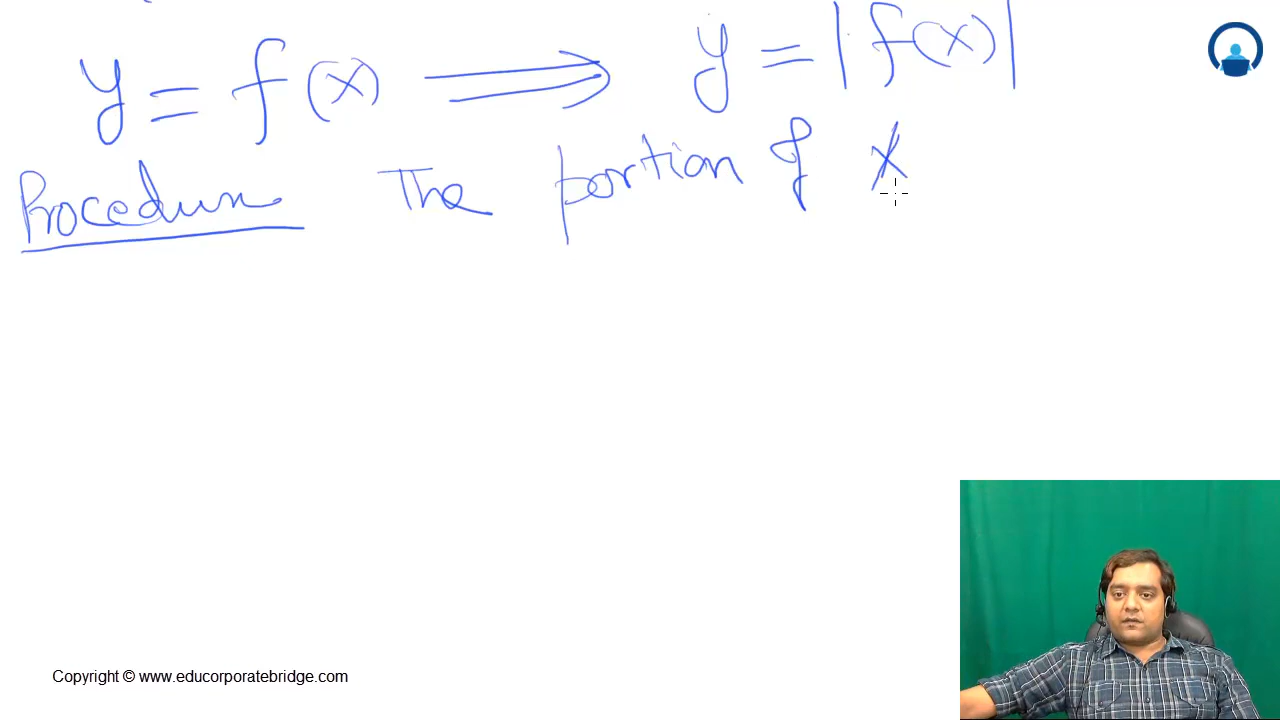 y = f(x) ⟹ y = |f(x)|
Procedure The portion of x
Copyright © www.educorporatebridge.com